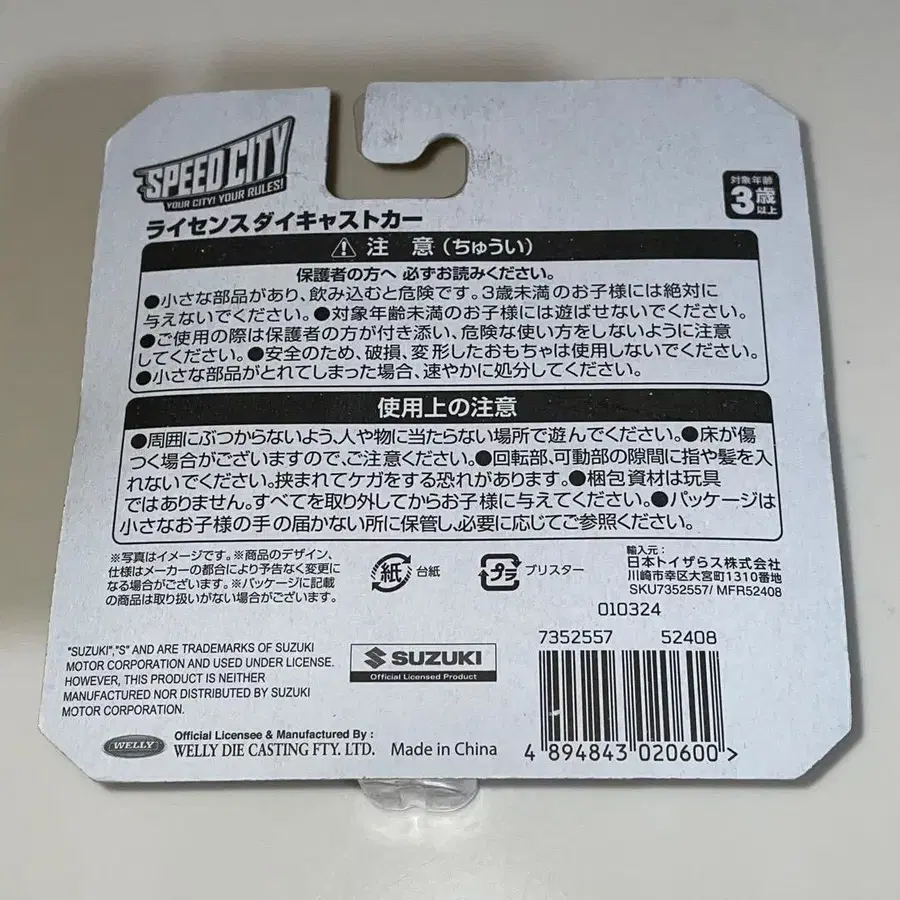 SPEED CITY
YOUR CITY! YOUR RULES!
対象年齢
3歳
以上
ライセンスダイキャストカー
注 意(ちゅうい)
保護者の方へ 必ずお読みください。
●小さな部品があり、飲み込むと危険です。3歳未満のお子様には絶対に
与えないでください。●対象年齢未満のお子様には遊ばせないでください。
●ご使用の際は保護者の方が付き添い、危険な使い方をしないように注意
してください。●安全のため、破損、変形したおもちゃは使用しないでください。
●小さな部品がとれてしまった場合、速やかに処分してください。
使用上の注意
●周囲にぶつからないよう、人や物に当たらない場所で遊んでください。●床が傷
つく場合がございますので、ご注意ください。●回転部、可動部の隙間に指や髪を入
れないでください。挟まれてケガをする恐れがあります。●梱包資材は玩具
ではありません。すべてを取り外してからお子様に与えてください。●パッケージは
小さなお子様の手の届かない所に保管し、必要に応じてご参照ください。
※写真はイメージです。※商品のデザイン、
仕様はメーカーの都合により予告なく変更に
なる場合がございます。※パッケージに記載
の商品は取り扱いがない場合がございます。
紙 台紙
プラ ブリスター
輸入元:
日本トイザらス株式会社
川崎市幸区大宮町1310番地
SKU7352557/ MFR52408
010324
7352557 52408
"SUZUKI","S" AND ARE TRADEMARKS OF SUZUKI
MOTOR CORPORATION AND USED UNDER LICENSE.
HOWEVER, THIS PRODUCT IS NEITHER
MANUFACTURED NOR DISTRIBUTED BY SUZUKI
MOTOR CORPORATION.
SUZUKI
Official Licensed Product
WELLY
Official Licensee & Manufactured By :
WELLY DIE CASTING FTY. LTD.
Made in China
4 894843 020600 >